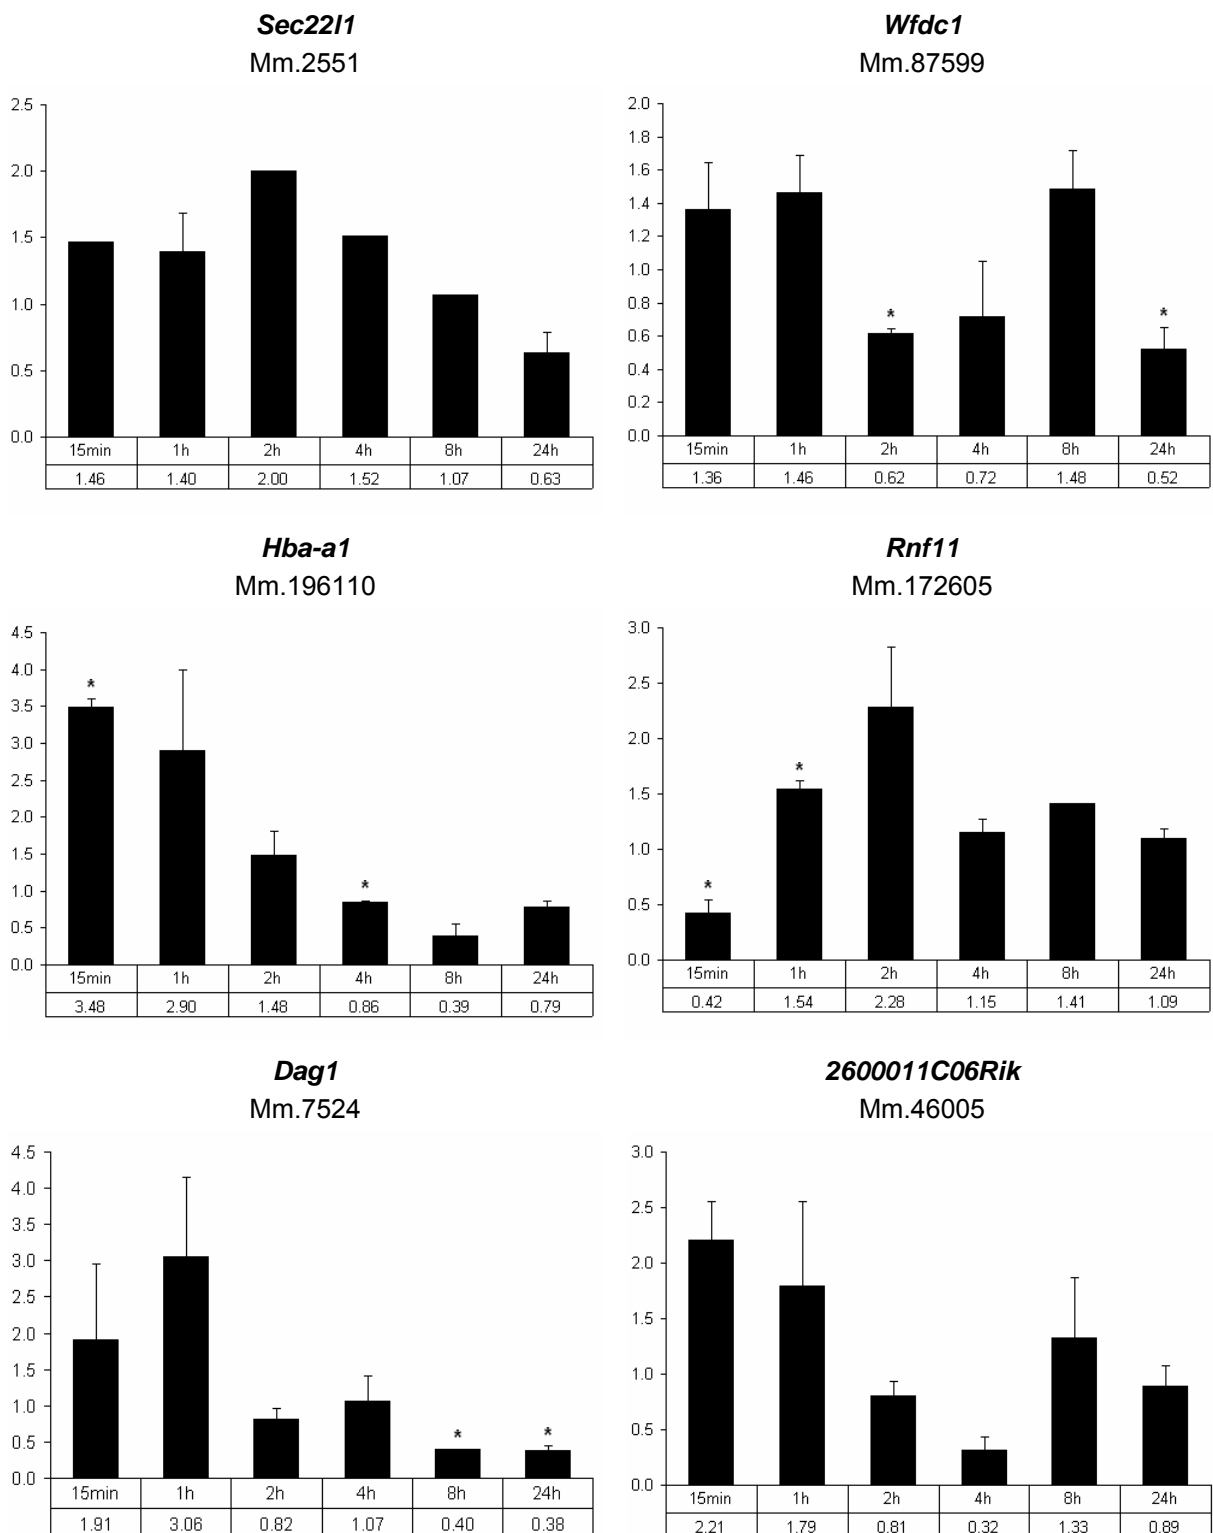 Sec22l1
Mm.2551
2.5
2.0
1.5
1.0
0.5
0.0
15min 1h 2h 4h 8h 24h
1.46 1.40 2.00 1.52 1.07 0.63
Wfdc1
Mm.87599
2.0
1.8
1.6
1.4
1.2
1.0
0.8
0.6
0.4
0.2
0.0
* *
15min 1h 2h 4h 8h 24h
1.36 1.46 0.62 0.72 1.48 0.52
Hba-a1
Mm.196110
4.5
4.0
3.5
3.0
2.5
2.0
1.5
1.0
0.5
0.0
* *
15min 1h 2h 4h 8h 24h
3.48 2.90 1.48 0.86 0.39 0.79
Rnf11
Mm.172605
3.0
2.5
2.0
1.5
1.0
0.5
0.0
* *
15min 1h 2h 4h 8h 24h
0.42 1.54 2.28 1.15 1.41 1.09
Dag1
Mm.7524
4.5
4.0
3.5
3.0
2.5
2.0
1.5
1.0
0.5
0.0
* *
15min 1h 2h 4h 8h 24h
1.91 3.06 0.82 1.07 0.40 0.38
2600011C06Rik
Mm.46005
3.0
2.5
2.0
1.5
1.0
0.5
0.0
15min 1h 2h 4h 8h 24h
2.21 1.79 0.81 0.32 1.33 0.89